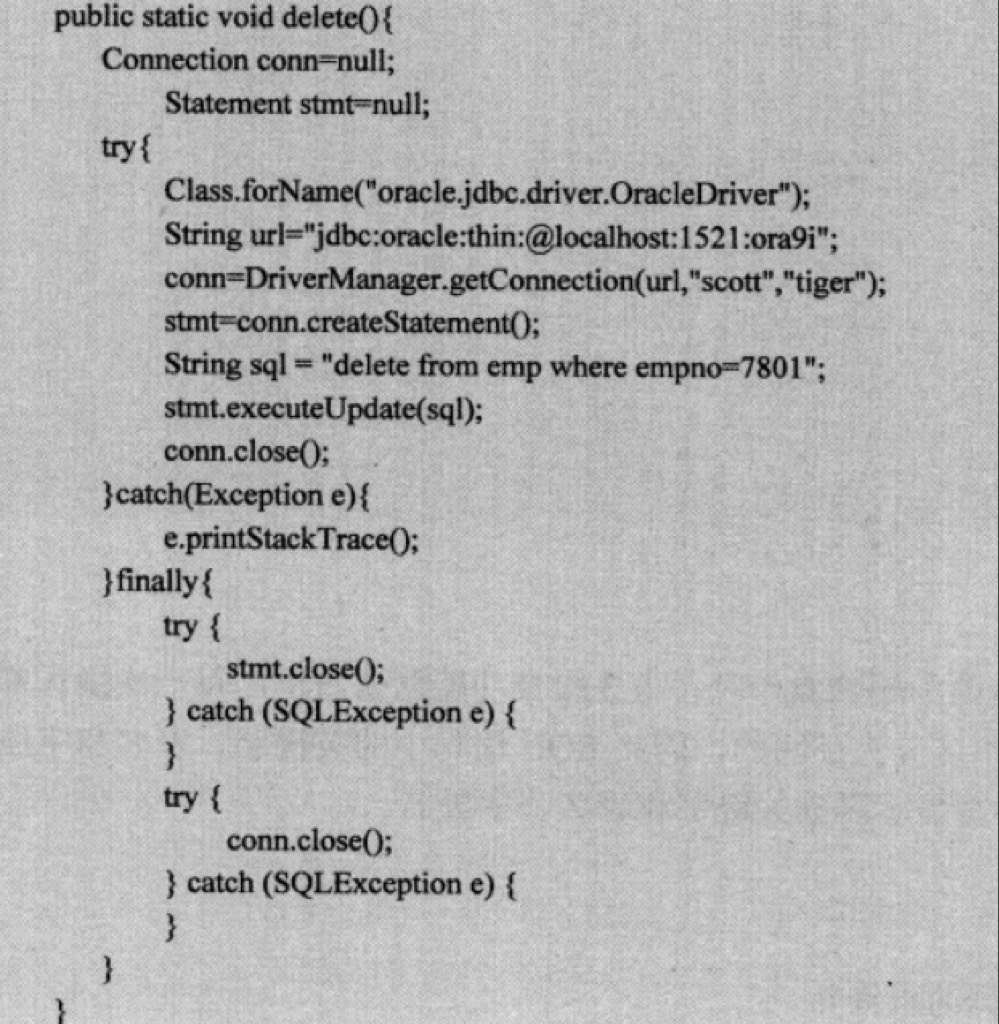 public static void delete(){
Connection conn=null;
Statement stmt=null;
try{
Class.forName("oracle.jdbc.driver.OracleDriver");
String url="jdbc:oracle:thin:@localhost:1521:ora9i";
conn=DriverManager.getConnection(url,"scott","tiger");
stmt=conn.createStatement();
String sql = "delete from emp where empno=7801";
stmt.executeUpdate(sql);
conn.close();
}catch(Exception e){
e.printStackTrace();
}finally{
try {
stmt.close();
} catch (SQLException e) {
}
try {
conn.close();
} catch (SQLException e) {
}
}
}